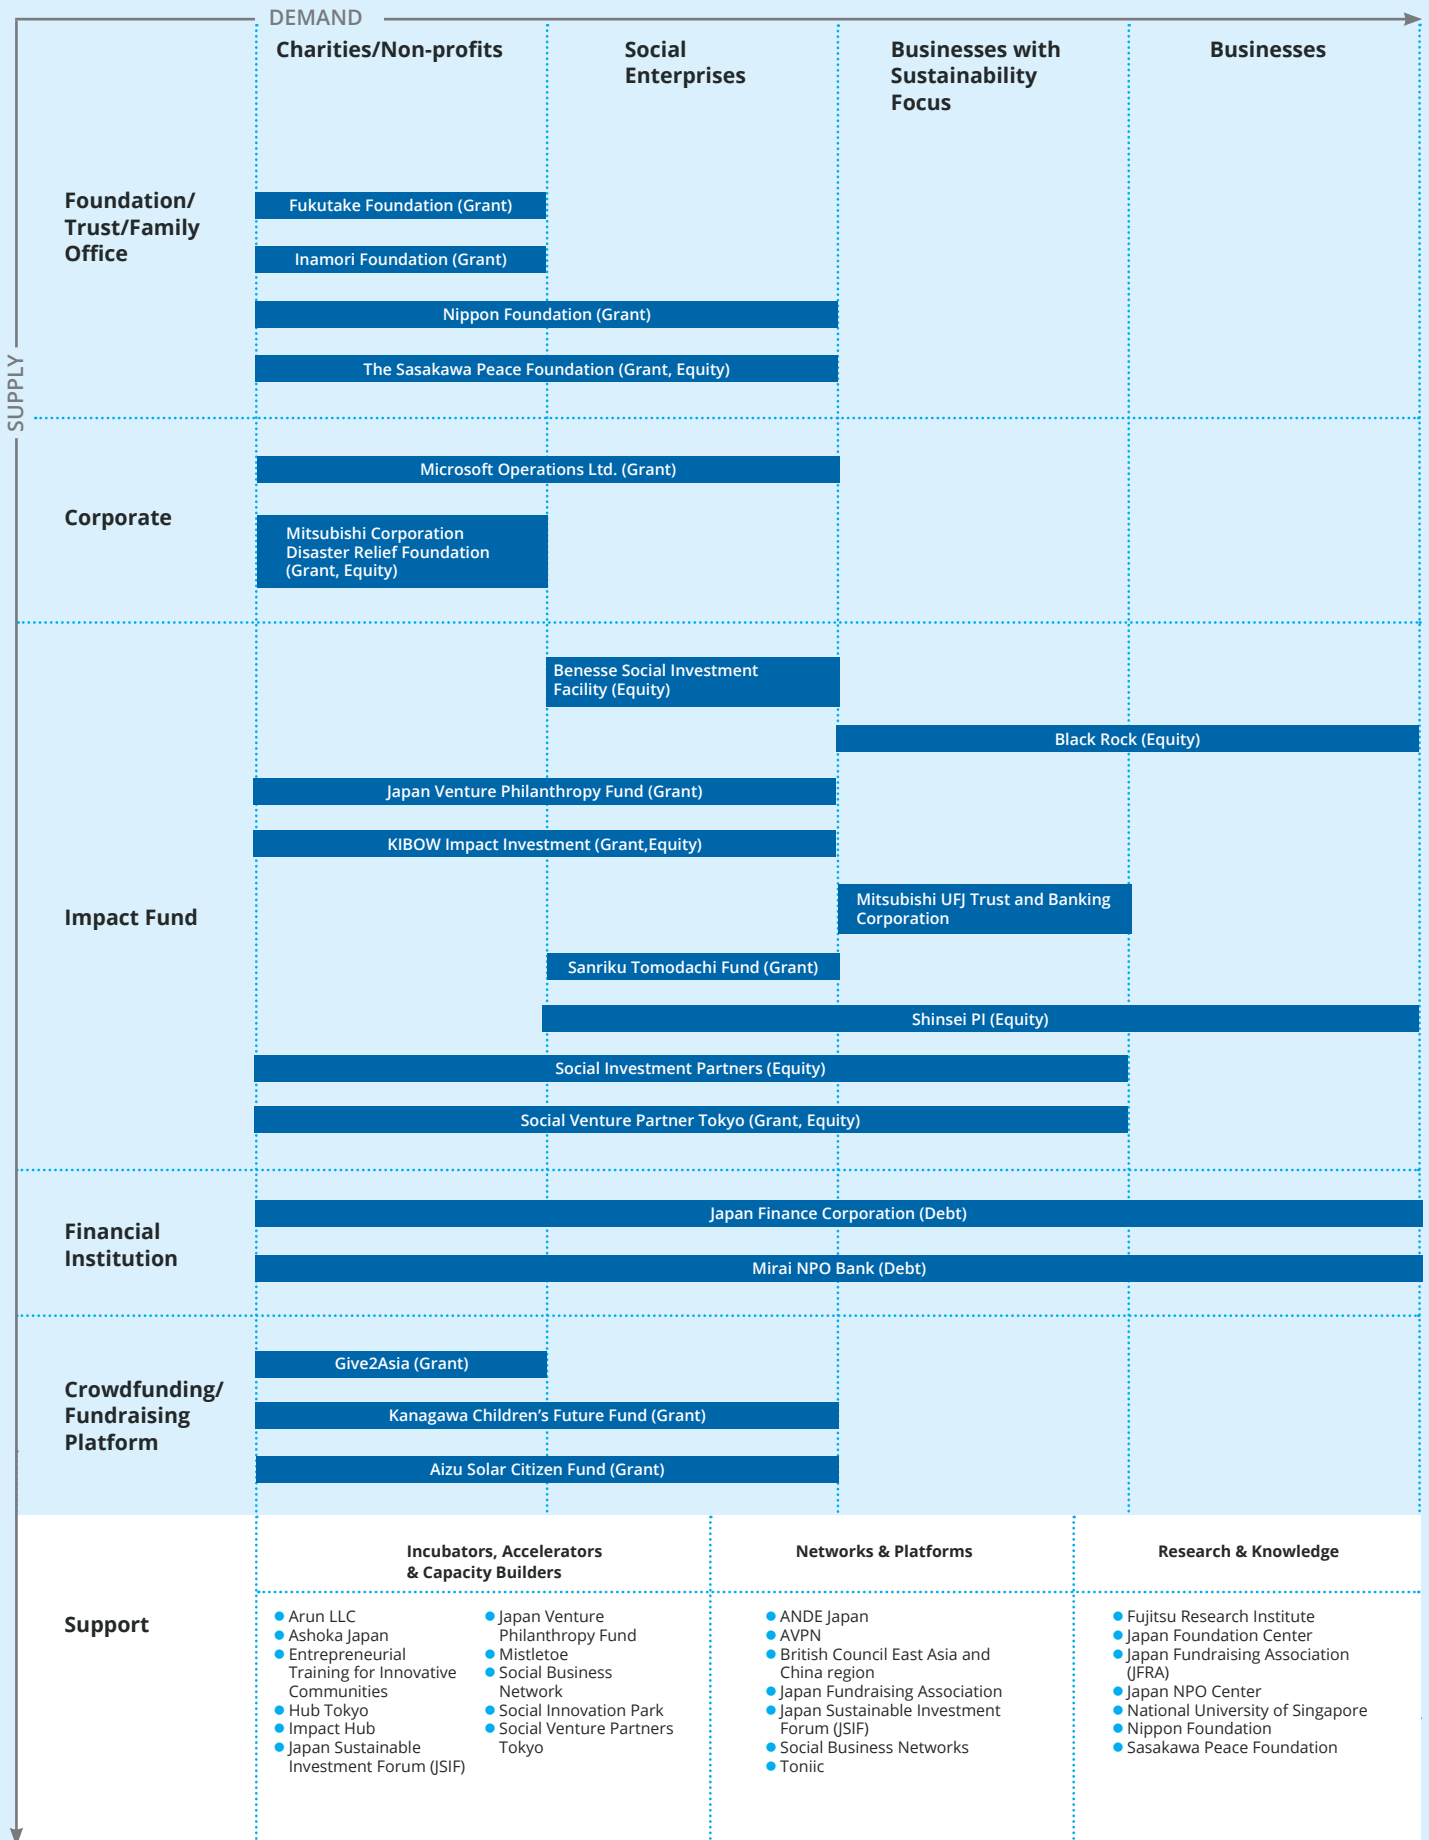 DEMAND
Charities/Non-profits
Social
Enterprises
Businesses with
Sustainability
Focus
Businesses
SUPPLY
Foundation/
Trust/Family
Office
Fukutake Foundation (Grant)
Inamori Foundation (Grant)
Nippon Foundation (Grant)
The Sasakawa Peace Foundation (Grant, Equity)
Corporate
Microsoft Operations Ltd. (Grant)
Mitsubishi Corporation
Disaster Relief Foundation
(Grant, Equity)
Impact Fund
Benesse Social Investment
Facility (Equity)
Black Rock (Equity)
Japan Venture Philanthropy Fund (Grant)
KIBOW Impact Investment (Grant,Equity)
Mitsubishi UFJ Trust and Banking
Corporation
Sanriku Tomodachi Fund (Grant)
Shinsei PI (Equity)
Social Investment Partners (Equity)
Social Venture Partner Tokyo (Grant, Equity)
Financial
Institution
Japan Finance Corporation (Debt)
Mirai NPO Bank (Debt)
Crowdfunding/
Fundraising
Platform
Give2Asia (Grant)
Kanagawa Children's Future Fund (Grant)
Aizu Solar Citizen Fund (Grant)
Support
Incubators, Accelerators
& Capacity Builders
Arun LLC
Ashoka Japan
Entrepreneurial
Training for Innovative
Communities
Hub Tokyo
Impact Hub
Japan Sustainable
Investment Forum (JSIF)
Japan Venture
Philanthropy Fund
Mistletoe
Social Business
Network
Social Innovation Park
Social Venture Partners
Tokyo
Networks & Platforms
ANDE Japan
AVPN
British Council East Asia and
China region
Japan Fundraising Association
Japan Sustainable Investment
Forum (JSIF)
Social Business Networks
Toniic
Research & Knowledge
Fujitsu Research Institute
Japan Foundation Center
Japan Fundraising Association
(JFRA)
Japan NPO Center
National University of Singapore
Nippon Foundation
Sasakawa Peace Foundation